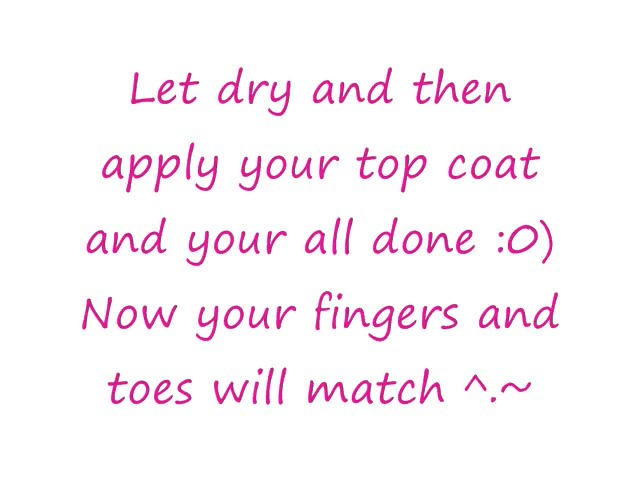 Let dry and then
apply your top coat
and your all done :O)
Now your fingers and
toes will match ^.~